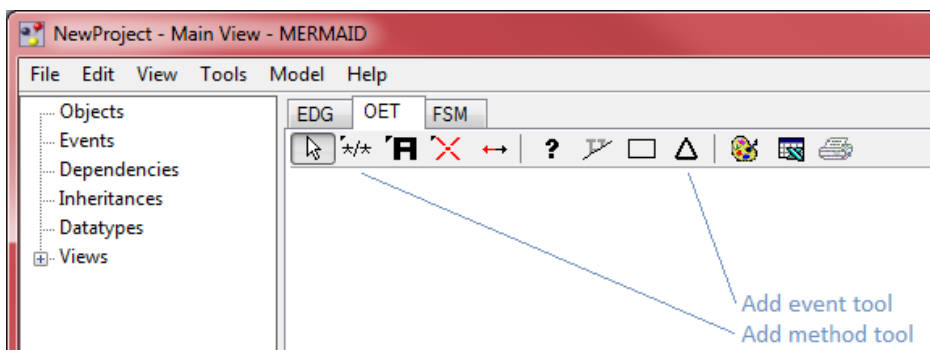 NewProject - Main View - MERMAID
File Edit View Tools Model Help
Objects
Events
Dependencies
Inheritances
Datatypes
Views
EDG OET FSM
*/* A ?
Add event tool
Add method tool